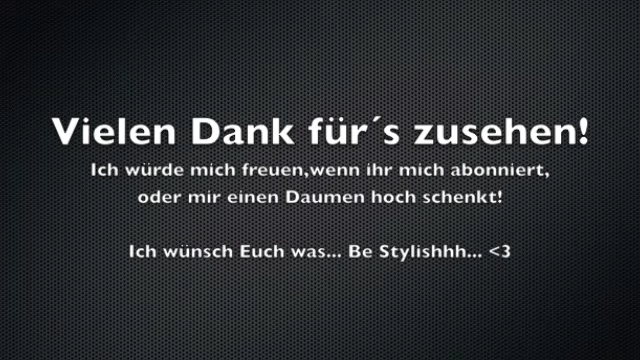 Vielen Dank für´s zusehen!
Ich würde mich freuen,wenn ihr mich abonniert,
oder mir einen Daumen hoch schenkt!
Ich wünsch Euch was... Be Stylishhh... <3